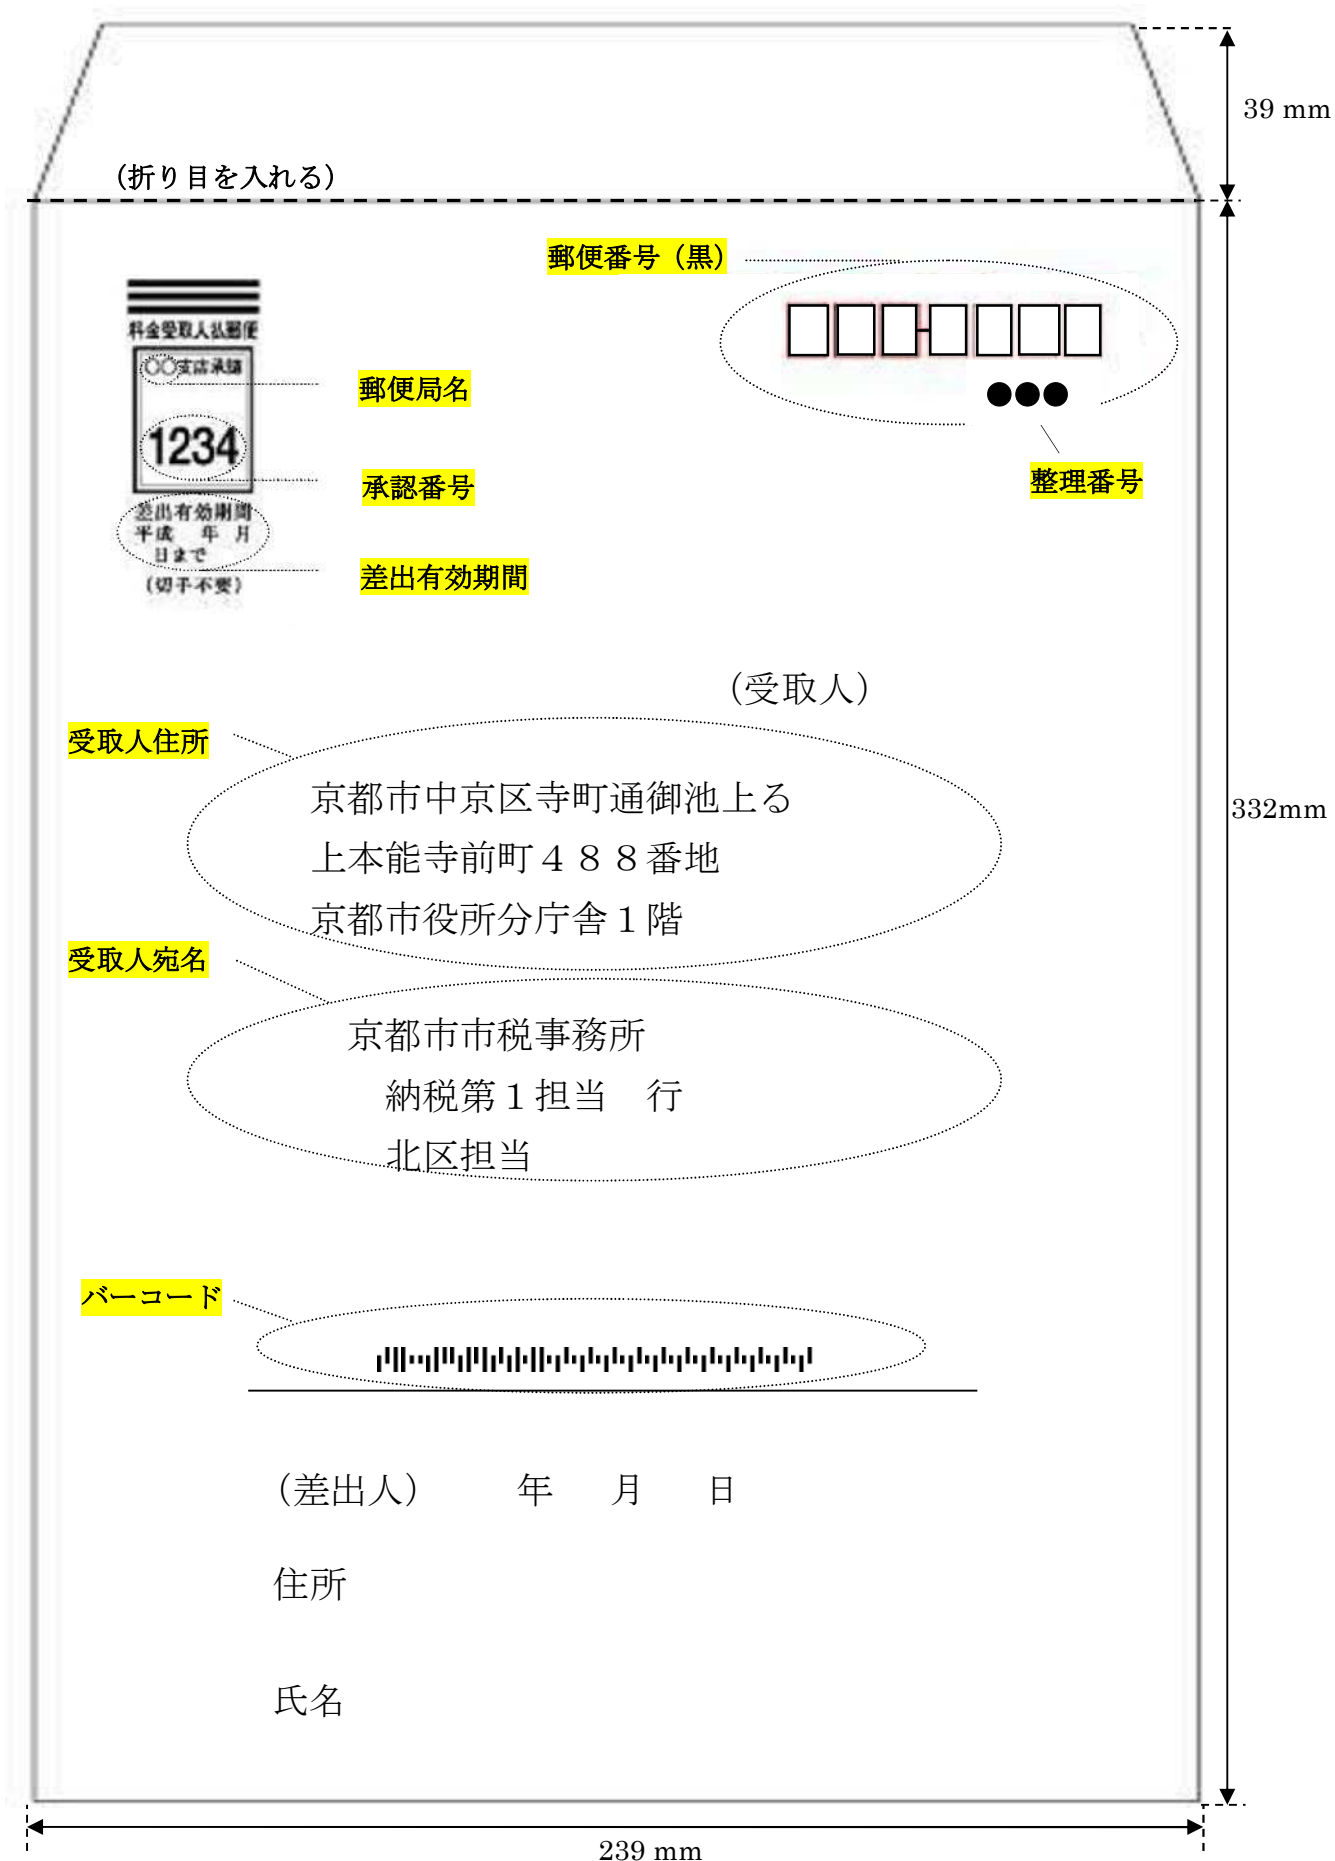 39 mm
（折り目を入れる）
郵便番号（黒）
料金受取人払郵便
〇〇支店承認
郵便局名
●●●
1234
承認番号
整理番号
差出有効期間
平成　年　月
日まで
差出有効期間
（切手不要）
（受取人）
受取人住所
京都市中京区寺町通御池上る
332mm
上本能寺前町４８８番地
京都市役所分庁舎１階
受取人宛名
京都市市税事務所
納税第１担当　行
北区担当
バーコード
（差出人）　　年　月　日
住所
氏名
239 mm